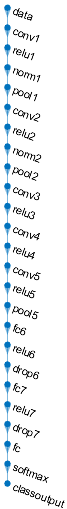 data
conv1
relu1
norm1
pool1
conv2
relu2
norm2
pool2
conv3
relu3
conv4
relu4
conv5
relu5
pool5
fc6
relu6
drop6
fc7
relu7
drop7
fc
softmax
classoutput